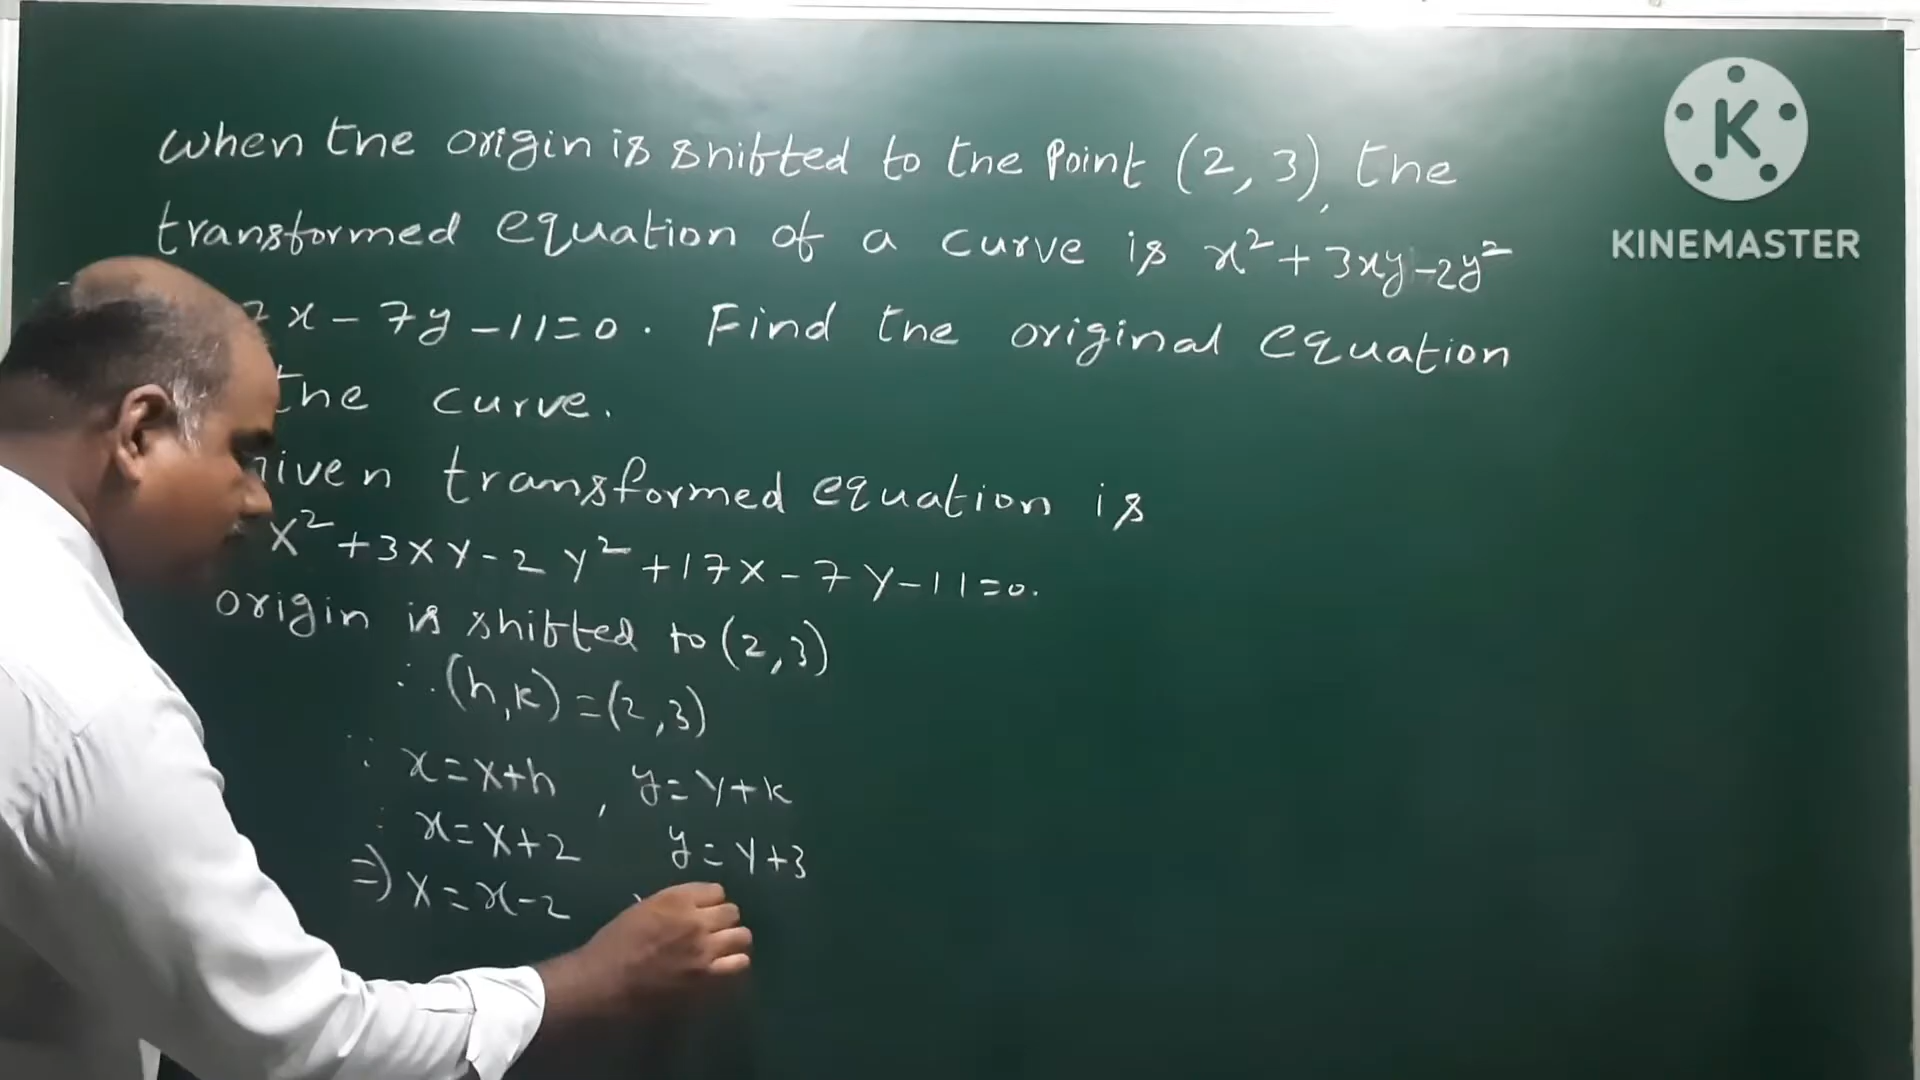 when the origin is shifted to the Point (2, 3), the
transformed equation of a curve is x²+3xy-2y²
7x-7y-11=0. Find the original equation
the curve.
iven transformed equation is
X²+3XY-2Y²+17X-7Y-11=0.
origin is shifted to (2,3)
∴(h,k)=(2,3)
∵ x=X+h, y=Y+k
∴ x=X+2 y=Y+3
⇒ X=x-2
K
KINEMASTER